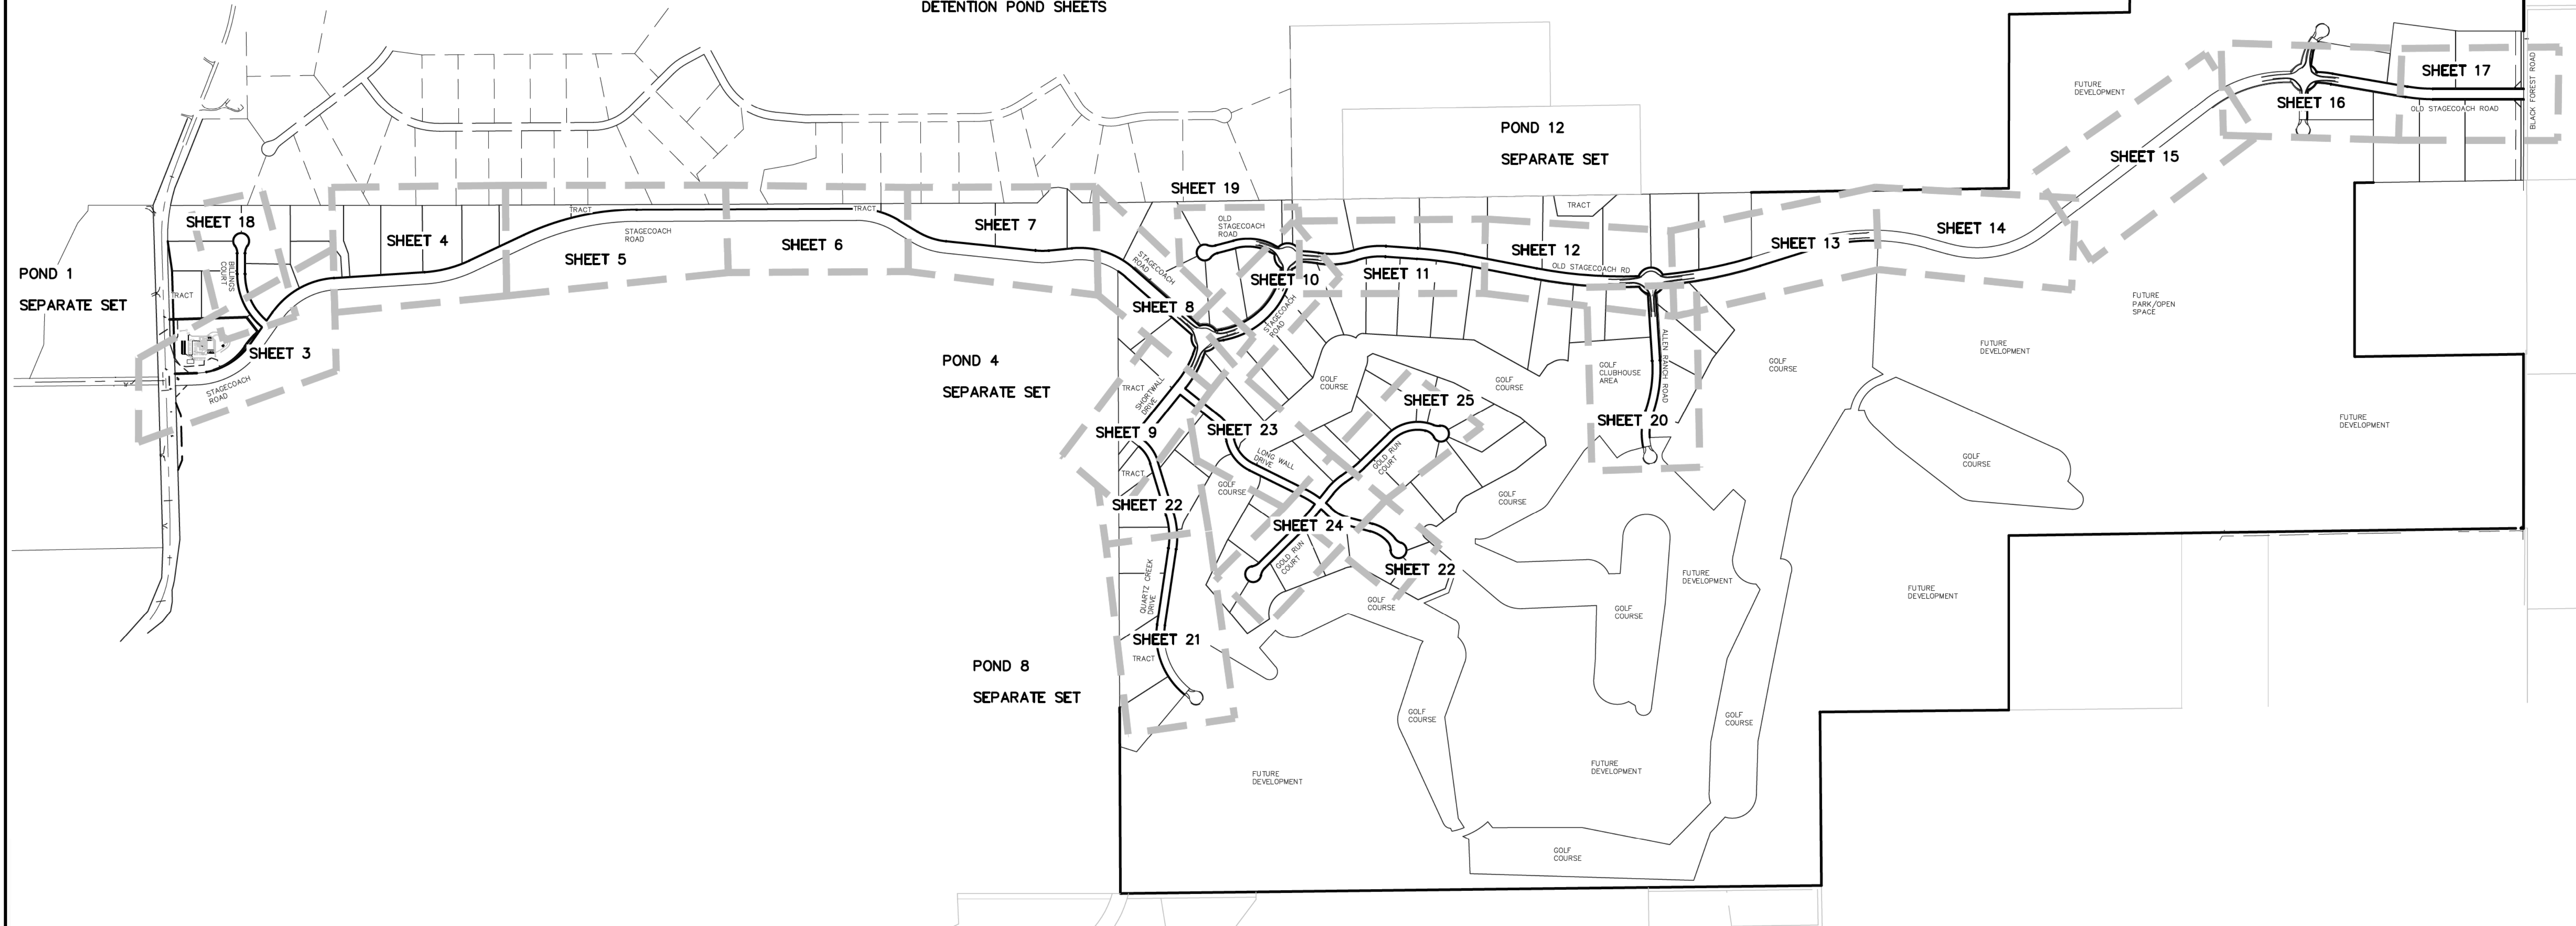 DETENTION POND SHEETS
FUTURE
DEVELOPMENT
SHEET 17
SHEET 16
OLD STAGECOACH ROAD
BLACK FOREST ROAD
POND 12
SEPARATE SET
SHEET 15
SHEET 19
SHEET 18
TRACT
TRACT
TRACT
SHEET 4
STAGECOACH
ROAD
SHEET 5
SHEET 6
SHEET 7
OLD
STAGECOACH
ROAD
SHEET 12
SHEET 13
SHEET 14
POND 1
SEPARATE SET
BILLINGS
COURT
TRACT
STAGECOACH
ROAD
SHEET 10
SHEET 11
OLD STAGECOACH RD
SHEET 8
STAGECOACH
ROAD
FUTURE
PARK/OPEN
SPACE
SHEET 3
STAGECOACH
ROAD
POND 4
SEPARATE SET
TRACT
SHORTWALL
DRIVE
GOLF
COURSE
GOLF
COURSE
GOLF
CLUBHOUSE
AREA
ALLEN RANCH ROAD
GOLF
COURSE
FUTURE
DEVELOPMENT
SHEET 25
SHEET 20
SHEET 9
SHEET 23
FUTURE
DEVELOPMENT
LONG WALL
DRIVE
GOLD RUN
COURT
GOLF
COURSE
TRACT
GOLF
COURSE
GOLF
COURSE
SHEET 22
SHEET 24
GOLD RUN
COURT
SHEET 22
QUARTZ CREEK
DRIVE
GOLF
COURSE
GOLF
COURSE
FUTURE
DEVELOPMENT
FUTURE
DEVELOPMENT
SHEET 21
TRACT
POND 8
SEPARATE SET
GOLF
COURSE
GOLF
COURSE
FUTURE
DEVELOPMENT
FUTURE
DEVELOPMENT
GOLF
COURSE